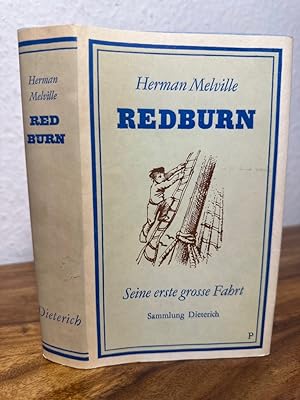 Herman
Melville
RED
BURN
Dieterich
Herman Melville
REDBURN
Seine erste grosse Fahrt
Sammlung Dieterich
p